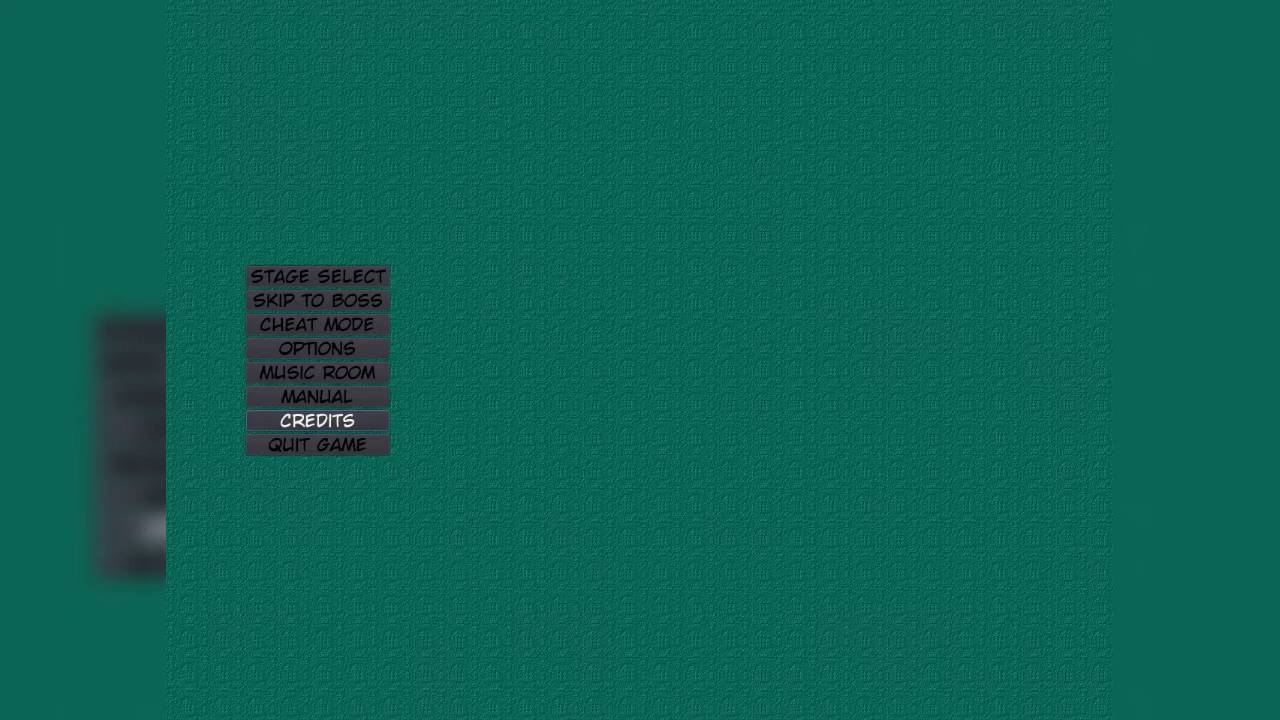 STAGE SELECT
SKIP TO BOSS
CHEAT MODE
OPTIONS
MUSIC ROOM
MANUAL
CREDITS
QUIT GAME